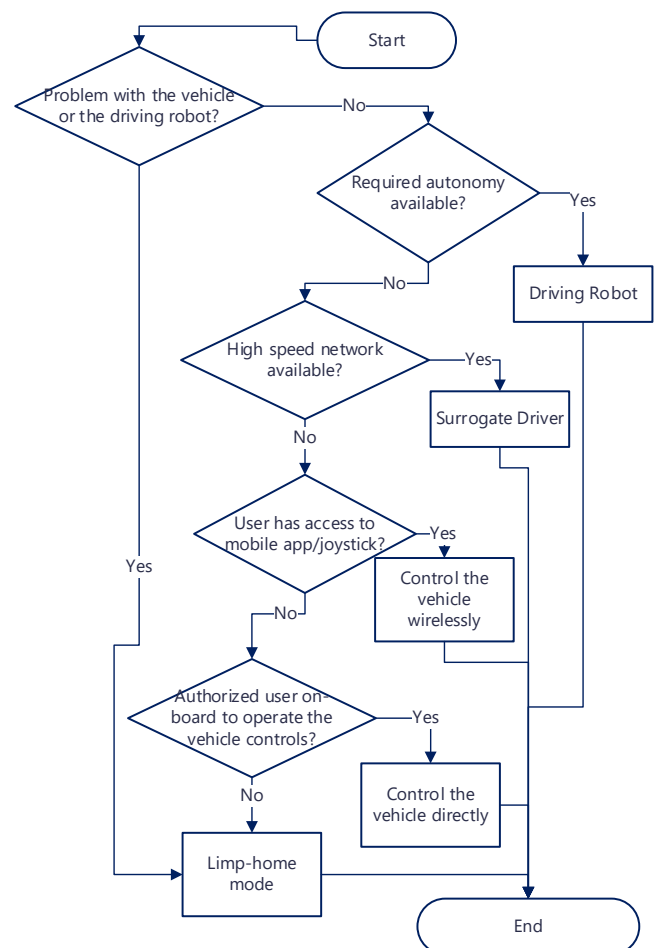 Start
Problem with the vehicle
or the driving robot?
No
Required autonomy
available?
Yes
Driving Robot
No
High speed network
available?
Yes
Surrogate Driver
No
User has access to
mobile app/joystick?
Yes
Control the
vehicle
wirelessly
Yes
No
Authorized user on-
board to operate the
vehicle controls?
Yes
Control the
vehicle directly
No
Limp-home
mode
End